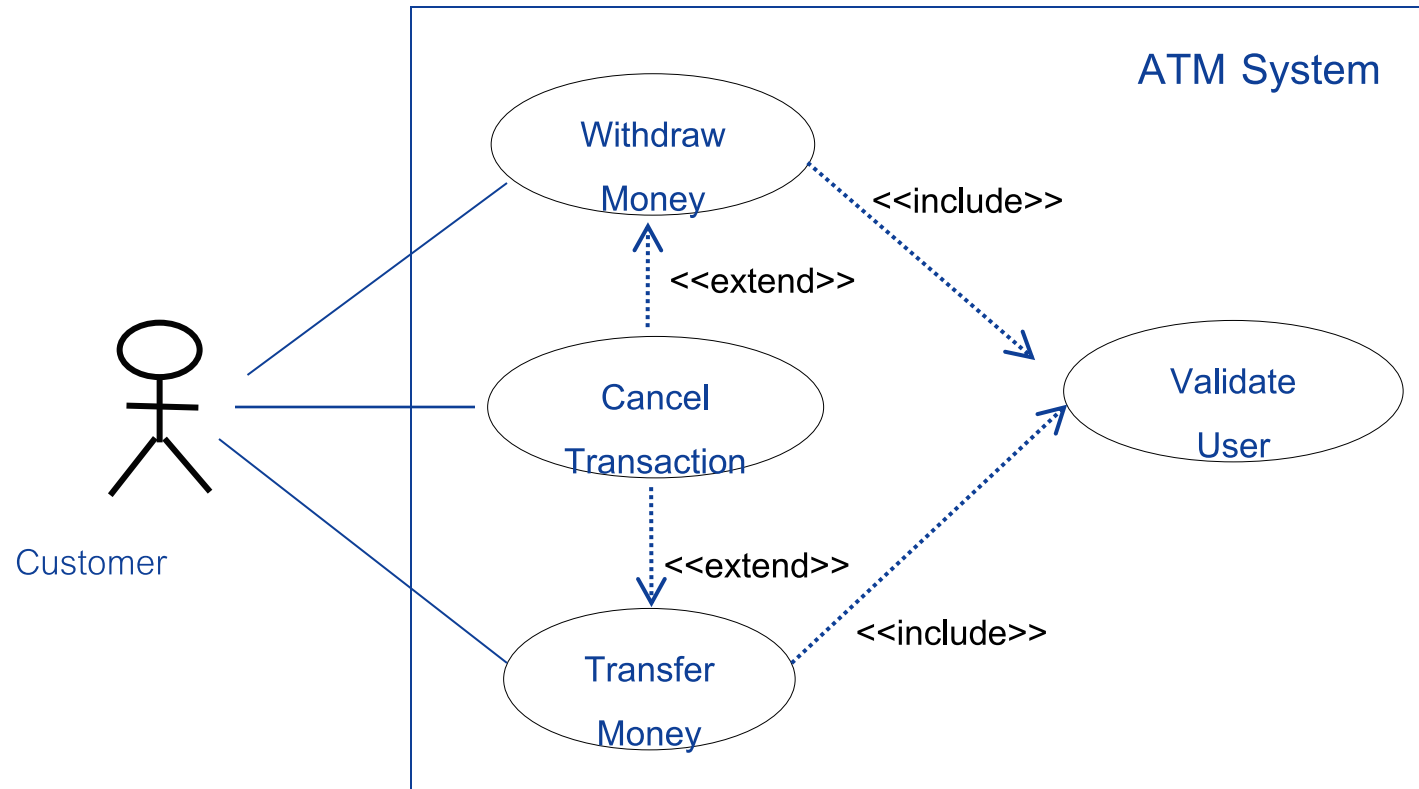 ATM System
Withdraw
Money
<<include>>
<<extend>>
Cancel
Transaction
Validate
User
Customer
<<extend>>
<<include>>
Transfer
Money